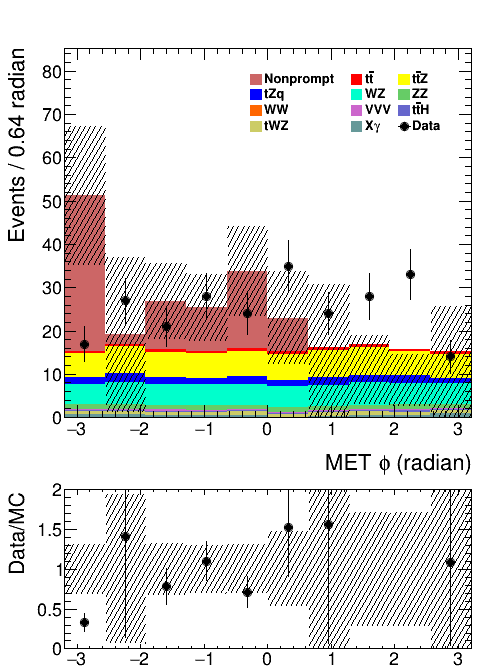 Events / 0.64 radian
80
70
60
50
40
30
20
10
0
Nonprompt tt̄ tt̄Z
tZq WZ ZZ
WW VVV tt̄H
tWZ Xγ Data
−3 −2 −1 0 1 2 3
MET ϕ (radian)
Data/MC
2
1.5
1
0.5
0
−3 −2 −1 0 1 2 3